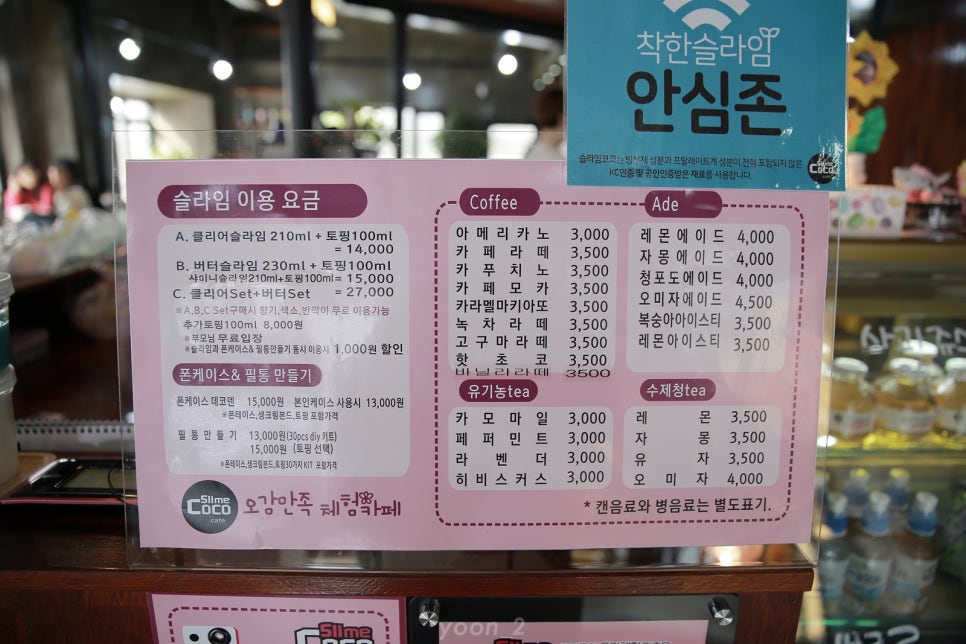 착한슬라임
안심존
슬라임코코는 방부제 성분과 프탈레이트계 성분이 전혀 포함되지 않은
KC인증 및 공인인증받은 재료를 사용합니다.
Coco
슬라임 이용 요금
A. 클리어슬라임 210ml + 토핑100ml
= 14,000
B. 버터슬라임 230ml + 토핑100ml
샤이니슬라임210ml+토핑100ml= 15,000
C. 클리어Set+버터Set = 27,000
※A,B,C Set구매시 향기,색소,반짝이 무료 이용가능
추가토핑100ml 8,000원
※부모님 무료입장
※슬라임과 폰케이스& 필통만들기 동시 이용시 1,000원 할인
폰케이스& 필통 만들기
폰케이스 데코덴 15,000원 본인케이스 사용시 13,000원
※폰테이스,생크림본드,토핑 포함가격
필통만들기 13,000원(30pcs diy 키트)
15,000원 (토핑 선택)
※폰테이스,생크림본드,토핑30가지KIT 포함가격
Slime
Coco
cafe
오감만족 체험카페
Coffee
아메리카노 3,000
카페라떼 3,500
카푸치노 3,500
카페모카 3,500
카라멜마키아또 3,500
녹차라떼 3,500
고구마라떼 3,500
핫초코 3,500
바닐라라떼 3500
Ade
레몬에이드 4,000
자몽에이드 4,000
청포도에이드 4,000
오미자에이드 4,500
복숭아아이스티 3,500
레몬아이스티 3,500
유기농tea
카모마일 3,000
페퍼민트 3,000
라벤더 3,000
히비스커스 3,000
수제청tea
레몬 3,500
자몽 3,500
유자 3,500
오미자 4,000
* 캔음료와 병음료는 별도표기.
Slime
Coco
yoon_2
Slime